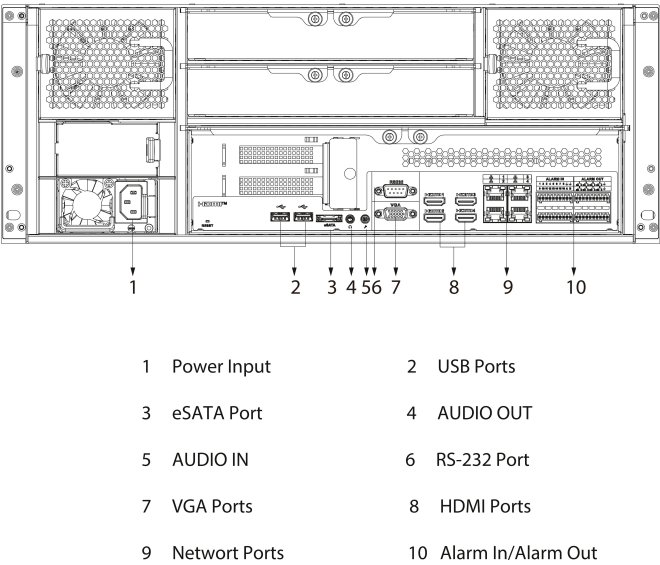 RS232
ALARM IN ALARM OUT
HDMI™
VGA
RESET
eSATA
1 2 3 4 5 6 7 8 9 10
1 Power Input 2 USB Ports
3 eSATA Port 4 AUDIO OUT
5 AUDIO IN 6 RS-232 Port
7 VGA Ports 8 HDMI Ports
9 Networt Ports 10 Alarm In/Alarm Out